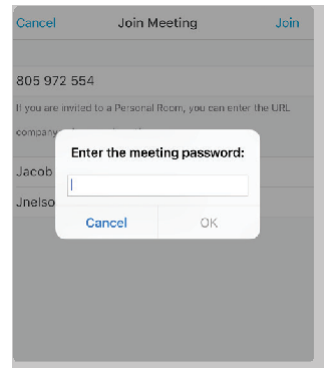 Cancel Join Meeting Join
805 972 554
If you are invited to a Personal Room, you can enter the URL
company
Enter the meeting password:
Jacob
Jnelso
Cancel OK